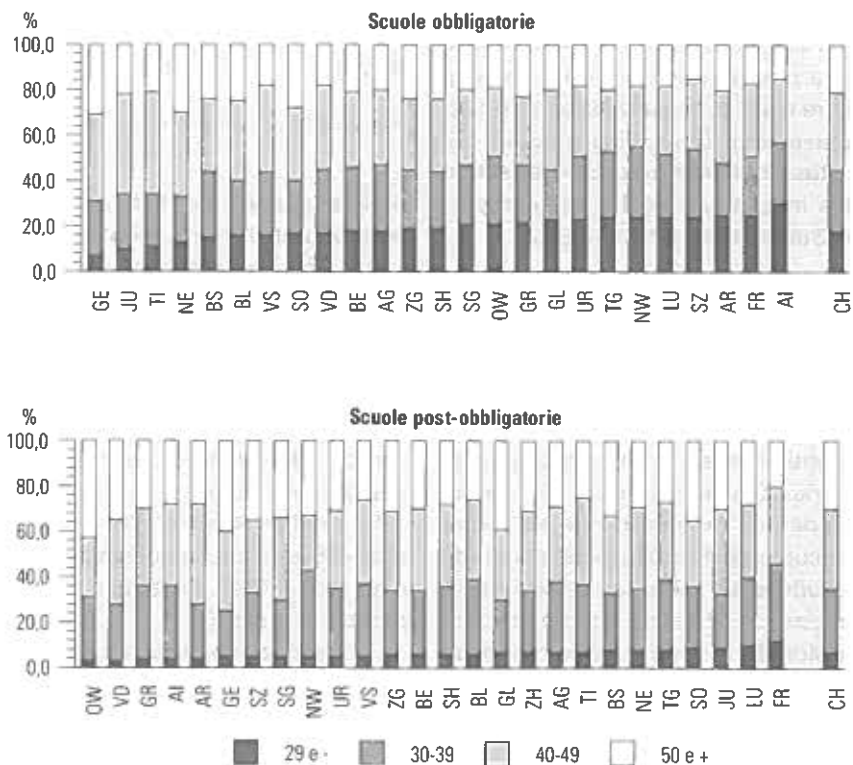 % Scuole obbligatorie
100,0
80,0
60,0
40,0
20,0
0,0
GE JU TI NE BS BL VS SO VD BE AG ZG SH SG OW GR GL UR TG NW LU SZ AR FR AI CH
% Scuole post-obbligatorie
100,0
80,0
60,0
40,0
20,0
0,0
OW VD GR AI AR GE SZ SG NW UR VS ZG BE SH BL GL ZH AG TI BS NE TG SO JU LU FR CH
29 e - 30-39 40-49 50 e +